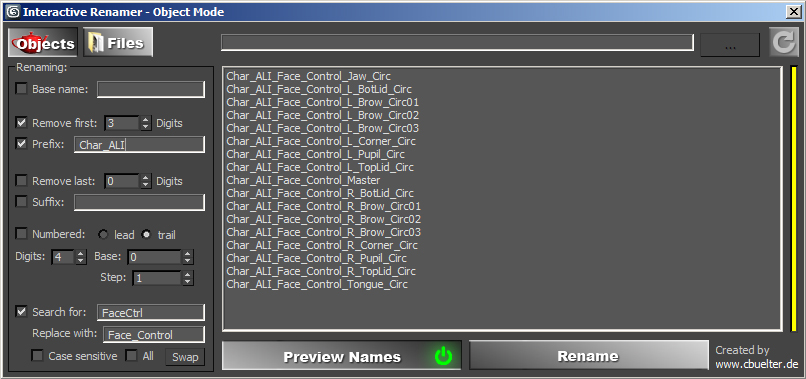 Interactive Renamer - Object Mode
Objects Files ...
Renaming:
Base name:
Remove first: 3 Digits
Prefix: Char_ALI
Remove last: 0 Digits
Suffix:
Numbered: lead trail
Digits: 4 Base: 0
Step: 1
Search for: FaceCtrl
Replace with: Face_Control
Case sensitive All Swap
Char_ALI_Face_Control_Jaw_Circ
Char_ALI_Face_Control_L_BotLid_Circ
Char_ALI_Face_Control_L_Brow_Circ01
Char_ALI_Face_Control_L_Brow_Circ02
Char_ALI_Face_Control_L_Brow_Circ03
Char_ALI_Face_Control_L_Corner_Circ
Char_ALI_Face_Control_L_Pupil_Circ
Char_ALI_Face_Control_L_TopLid_Circ
Char_ALI_Face_Control_Master
Char_ALI_Face_Control_R_BotLid_Circ
Char_ALI_Face_Control_R_Brow_Circ01
Char_ALI_Face_Control_R_Brow_Circ02
Char_ALI_Face_Control_R_Brow_Circ03
Char_ALI_Face_Control_R_Corner_Circ
Char_ALI_Face_Control_R_Pupil_Circ
Char_ALI_Face_Control_R_TopLid_Circ
Char_ALI_Face_Control_Tongue_Circ
Preview Names Rename
Created by
www.cbuelter.de